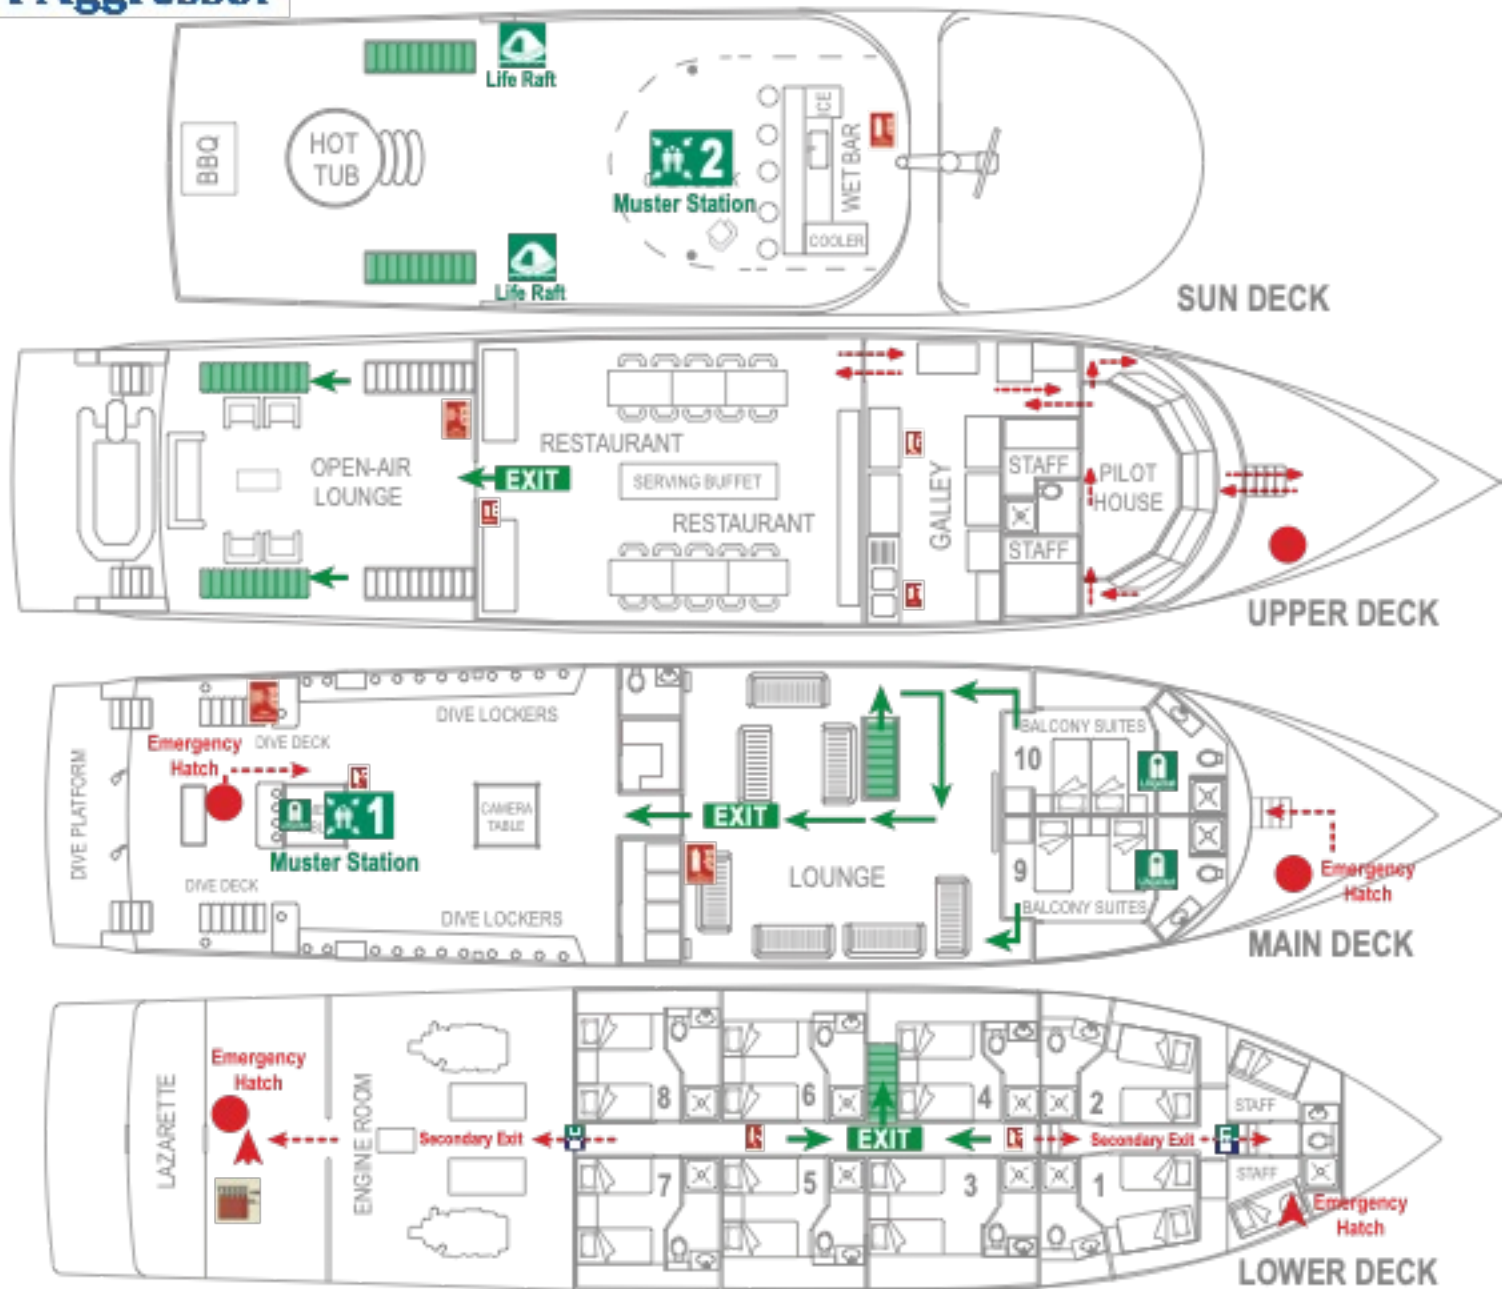 Aggressor
Life Raft
BBQ
HOT
TUB
ICE
2
Muster Station
WET BAR
COOLER
Life Raft
SUN DECK
OPEN-AIR
LOUNGE
RESTAURANT
EXIT
SERVING BUFFET
RESTAURANT
GALLEY
STAFF
STAFF
PILOT
HOUSE
UPPER DECK
DIVE PLATFORM
Emergency
Hatch
DIVE DECK
DIVE LOCKERS
1
Muster Station
CAMERA
TABLE
DIVE DECK
DIVE LOCKERS
EXIT
LOUNGE
BALCONY SUITES
10
9
BALCONY SUITES
Emergency
Hatch
MAIN DECK
LAZARETTE
Emergency
Hatch
ENGINE ROOM
Secondary Exit
8
6
4
2
EXIT
Secondary Exit
7
5
3
1
STAFF
STAFF
Emergency
Hatch
LOWER DECK